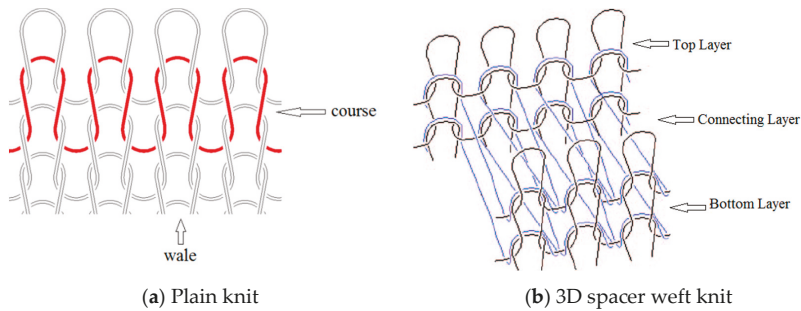 course
wale
(a) Plain knit
Top Layer
Connecting Layer
Bottom Layer
(b) 3D spacer weft knit